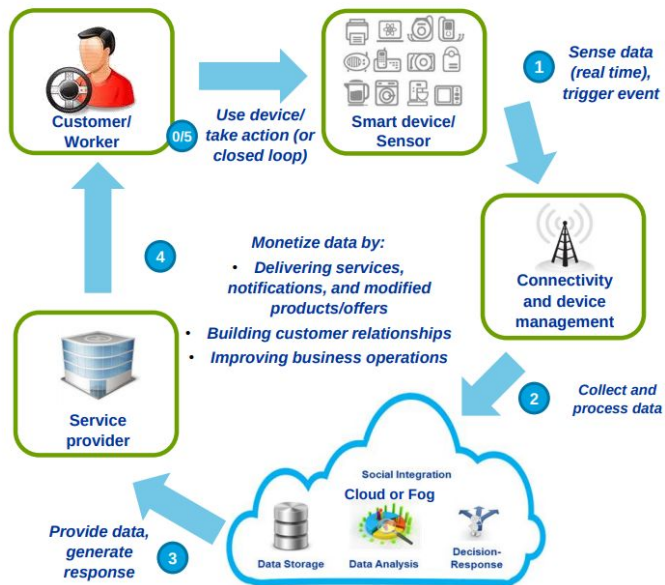 Customer/
Worker
0/5
Use device/
take action (or
closed loop)
Smart device/
Sensor
1
Sense data
(real time),
trigger event
Connectivity
and device
management
2
Collect and
process data
Social Integration
Cloud or Fog
Data Storage
Data Analysis
Decision-
Response
Provide data,
generate
response
3
Service
provider
4
Monetize data by:
• Delivering services,
notifications, and modified
products/offers
• Building customer relationships
• Improving business operations